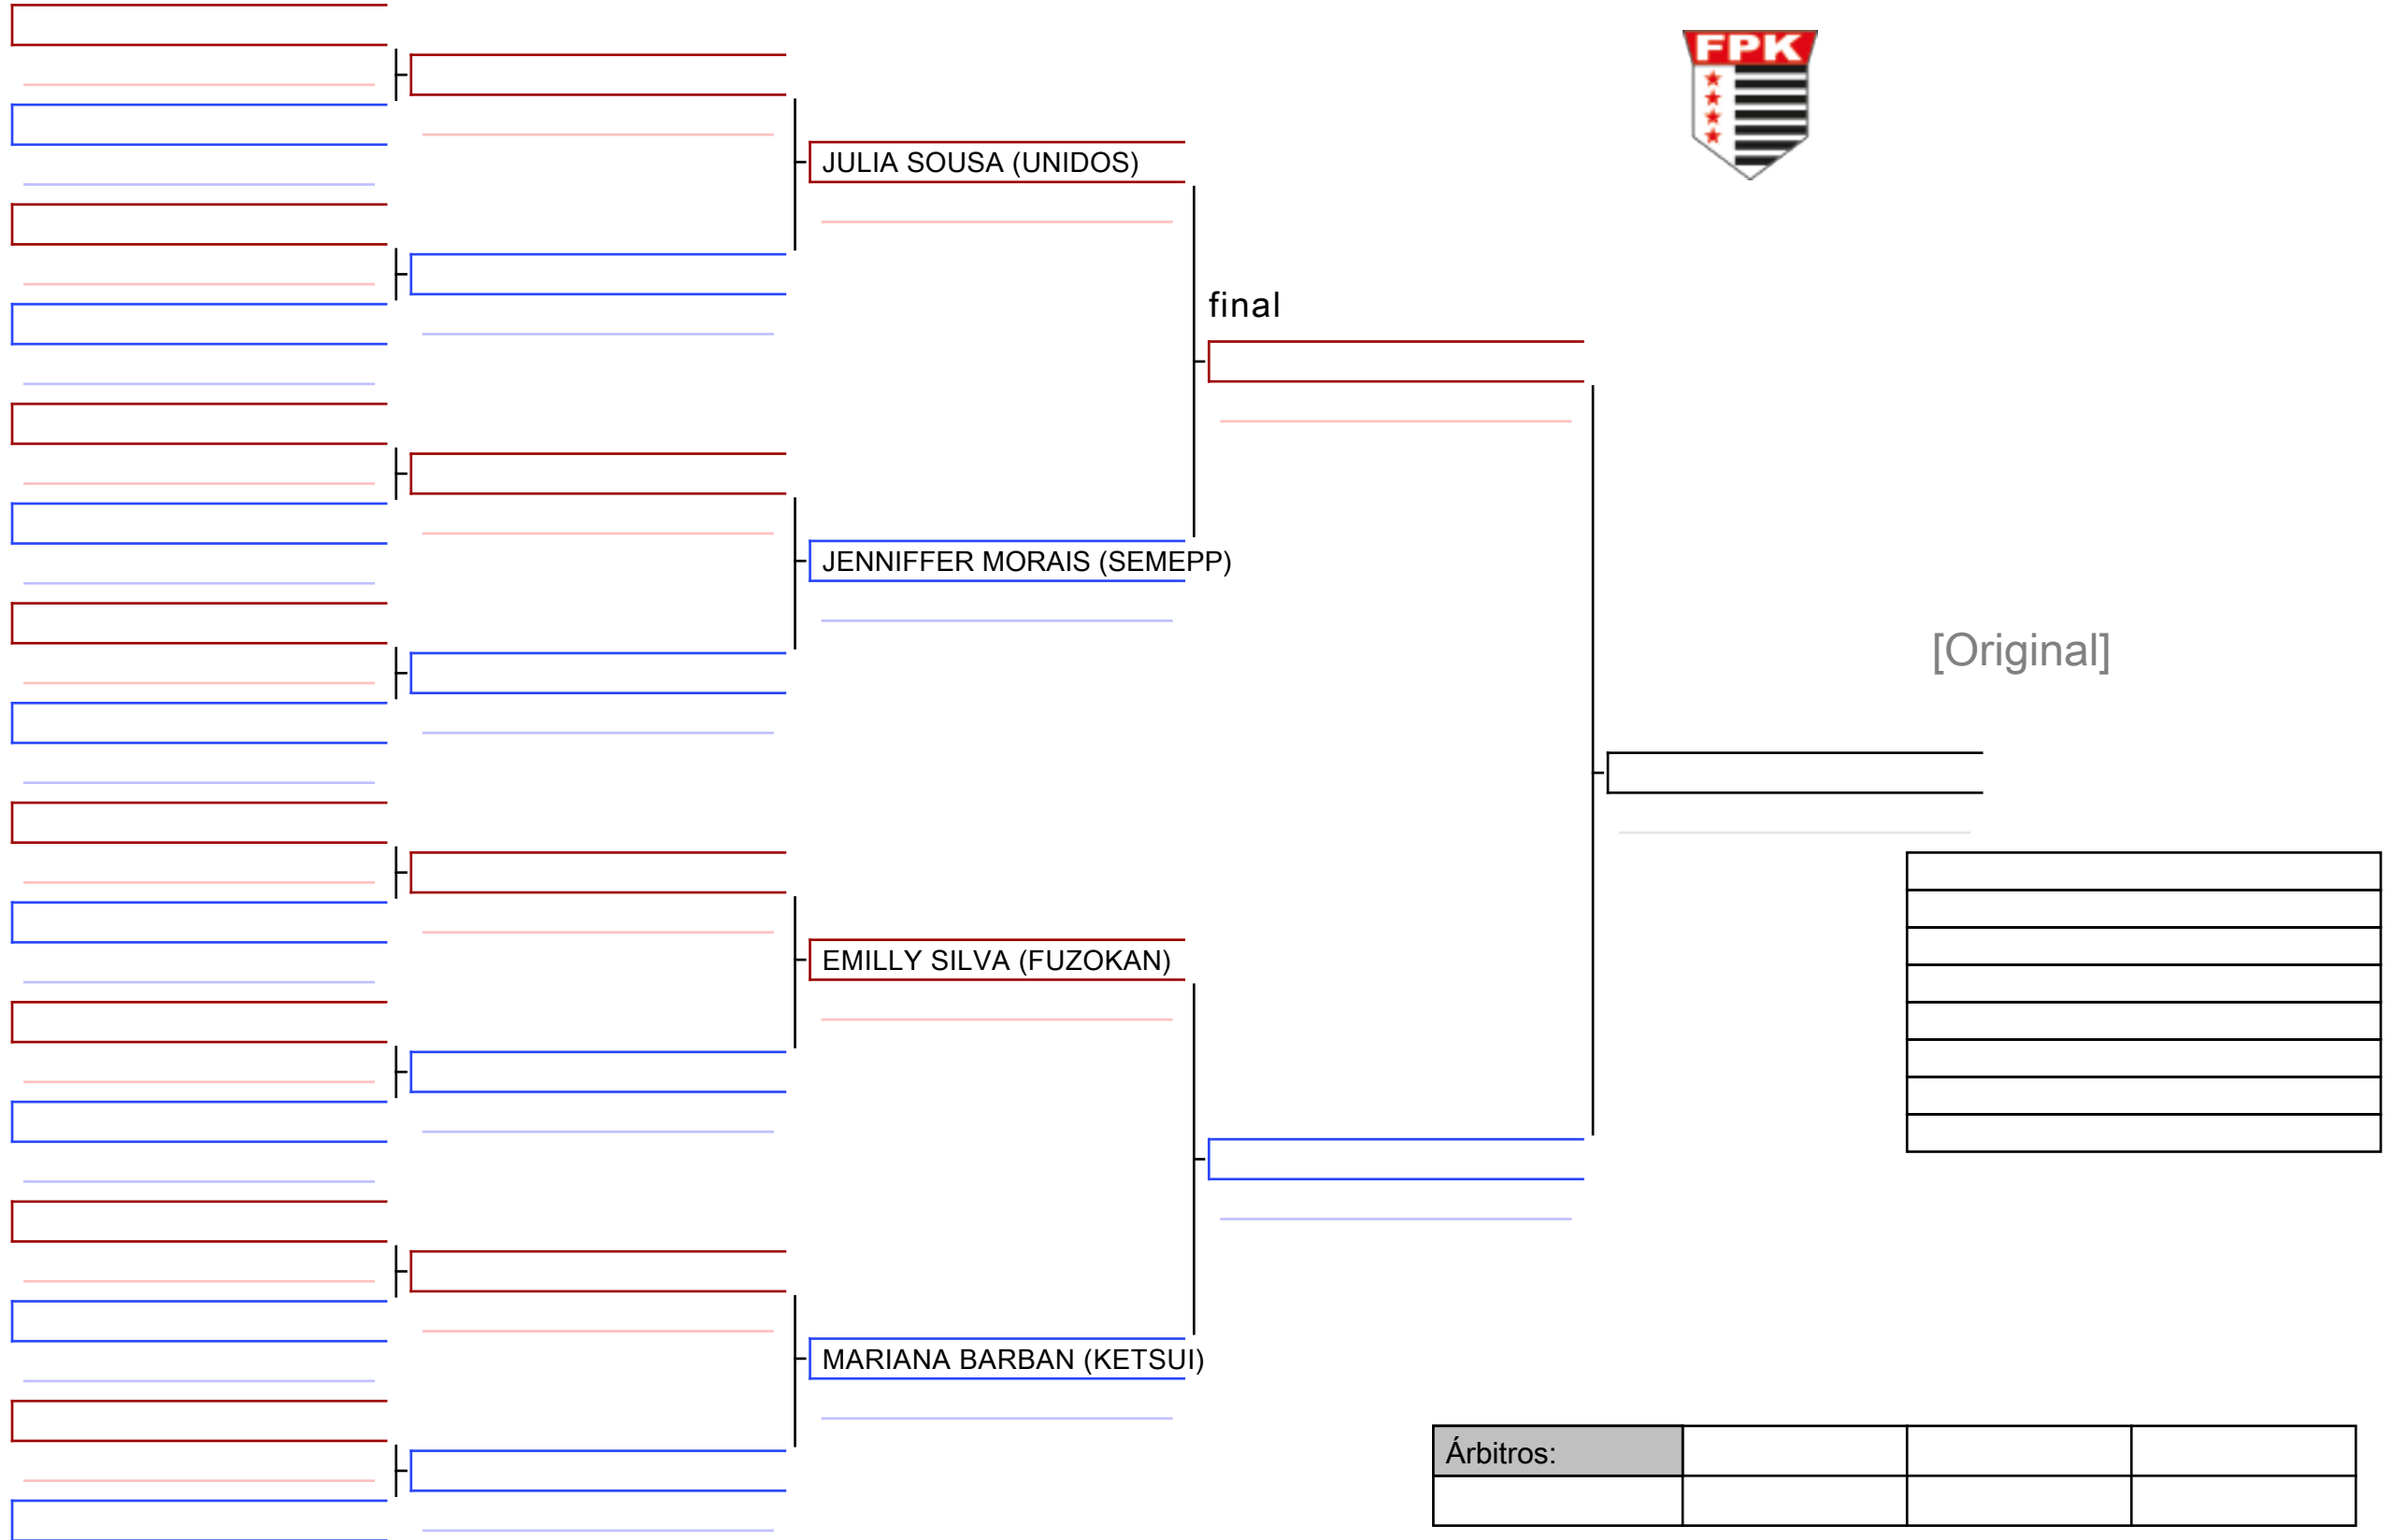 FPK
JULIA SOUSA (UNIDOS)
final
JENNIFFER MORAIS (SEMEPP)
[Original]
EMILLY SILVA (FUZOKAN)
MARIANA BARBAN (KETSUI)
Árbitros: